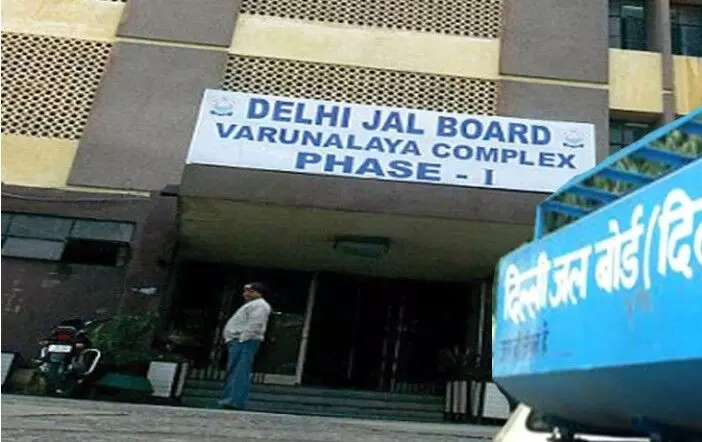 DELHI JAL BOARD
VARUNALAYA COMPLEX
PHASE - I
दिल्ली जल बोर्ड (दि